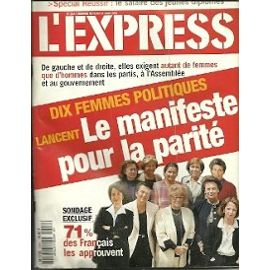 >Spécial Réussir : le salaire des jeunes diplômés
L'EXPRESS
De gauche et de droite, elles exigent autant de femmes
que d'hommes dans les partis, à l'Assemblée
et au gouvernement
DIX FEMMES POLITIQUES
LANCENT Le manifeste
pour la parité
SONDAGE
EXCLUSIF
71%
des Français
les approuvent